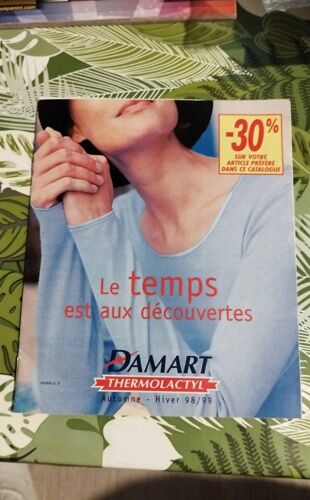 -30%
SUR VOTRE
ARTICLE PRÉFÉRÉ
DANS CE CATALOGUE
Le temps
est aux découvertes
DAMART
THERMOLACTYL
Automne - Hiver 98/99